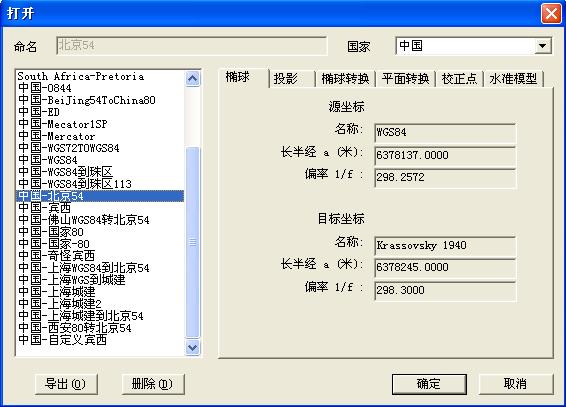 打开
命名
北京54
国家
中国
South Africa-Pretoria
中国-0844
中国-BeiJing54ToChina80
中国-ED
中国-Mecator1SP
中国-Mercator
中国-WGS72TOWGS84
中国-WGS84
中国-WGS84到珠区
中国-WGS84到珠区113
中国-北京54
中国-宾西
中国-佛山WGS84转北京54
中国-国家80
中国-国家-80
中国-奇怪宾西
中国-上海WGS84到北京54
中国-上海WGS到城建
中国-上海城建
中国-上海城建2
中国-上海城建到北京54
中国-西安80转北京54
中国-自定义宾西
椭球
投影
椭球转换
平面转换
校正点
水准模型
源坐标
名称:
WGS84
长半经 a (米):
6378137.0000
偏率 1/f :
298.2572
目标坐标
名称:
Krassovsky 1940
长半经 a (米):
6378245.0000
偏率 1/f :
298.3000
导出(O)
删除(D)
确定
取消